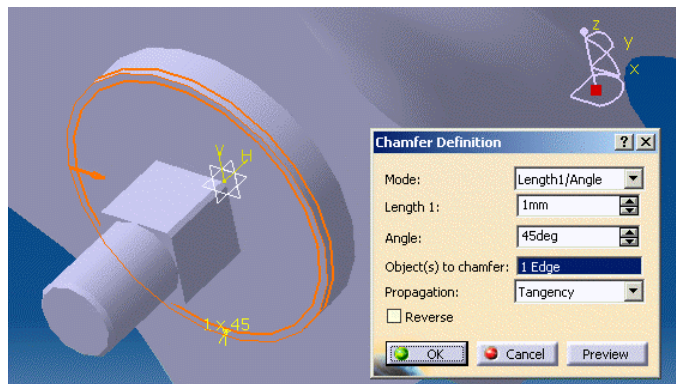 z
y
x
V
H
1 x 45
Chamfer Definition
?
X
Mode:
Length1/Angle
Length 1:
1mm
Angle:
45deg
Object(s) to chamfer:
1 Edge
Propagation:
Tangency
Reverse
OK
Cancel
Preview